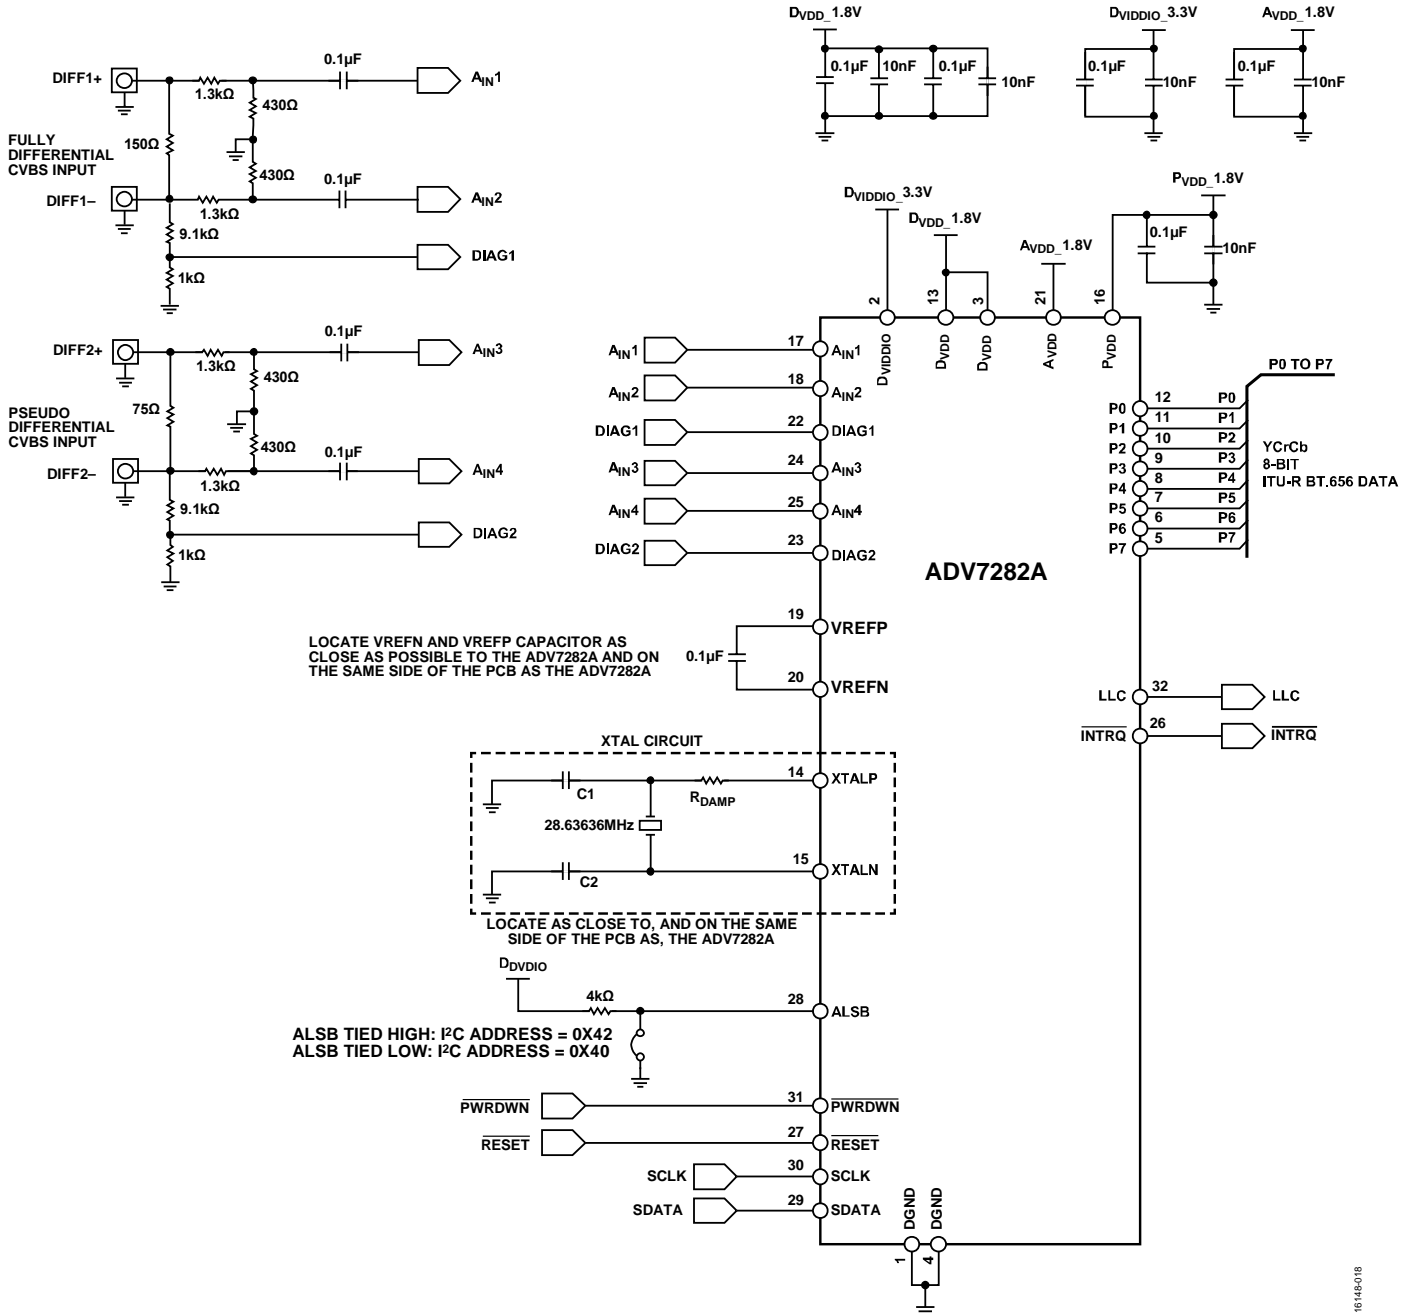 DVDD_1.8V
DVIDDIO_3.3V
AVDD_1.8V
0.1µF
10nF
0.1µF
10nF
0.1µF
10nF
0.1µF
10nF
DIFF1+
1.3kΩ
0.1µF
AIN1
430Ω
FULLY
DIFFERENTIAL
CVBS INPUT
150Ω
430Ω
0.1µF
DIFF1–
1.3kΩ
AIN2
9.1kΩ
DIAG1
1kΩ
DIFF2+
1.3kΩ
0.1µF
AIN3
430Ω
PSEUDO
DIFFERENTIAL
CVBS INPUT
75Ω
430Ω
0.1µF
DIFF2–
1.3kΩ
AIN4
9.1kΩ
DIAG2
1kΩ
DVIDDIO_3.3V
DVDD_1.8V
AVDD_1.8V
PVDD_1.8V
0.1µF
10nF
2
13
3
21
16
DVIDDIO
DVDD
DVDD
AVDD
PVDD
AIN1
17
AIN1
AIN2
18
AIN2
DIAG1
22
DIAG1
AIN3
24
AIN3
AIN4
25
AIN4
DIAG2
23
DIAG2
ADV7282A
P0 TO P7
P0
12
P0
P1
11
P1
P2
10
P2
P3
9
P3
P4
8
P4
P5
7
P5
P6
6
P6
P7
5
P7
YCrCb
8-BIT
ITU-R BT.656 DATA
LOCATE VREFN AND VREFP CAPACITOR AS
CLOSE AS POSSIBLE TO THE ADV7282A AND ON
THE SAME SIDE OF THE PCB AS THE ADV7282A
0.1µF
19
VREFP
20
VREFN
LLC
32
LLC
INTRQ
26
INTRQ
XTAL CIRCUIT
C1
RDAMP
14
XTALP
28.63636MHz
C2
15
XTALN
LOCATE AS CLOSE TO, AND ON THE SAME
SIDE OF THE PCB AS, THE ADV7282A
DDVDIO
4kΩ
28
ALSB
ALSB TIED HIGH: I²C ADDRESS = 0X42
ALSB TIED LOW: I²C ADDRESS = 0X40
PWRDWN
31
PWRDWN
RESET
27
RESET
SCLK
30
SCLK
SDATA
29
SDATA
DGND
DGND
1
4
16148-018